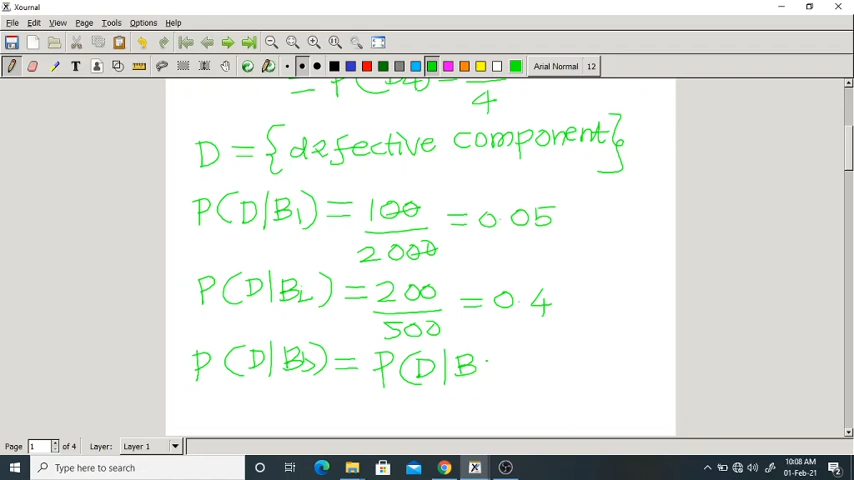 Xournal
File Edit View Page Tools Options Help
Arial Normal 12
4
D = {defective component}
P(D|B1) = 100/2000 = 0.05
P(D|B2) = 200/500 = 0.4
P(D|B3) = P(D|B
Page 1 of 4 Layer: Layer 1
Type here to search
10:08 AM
01-Feb-21
2